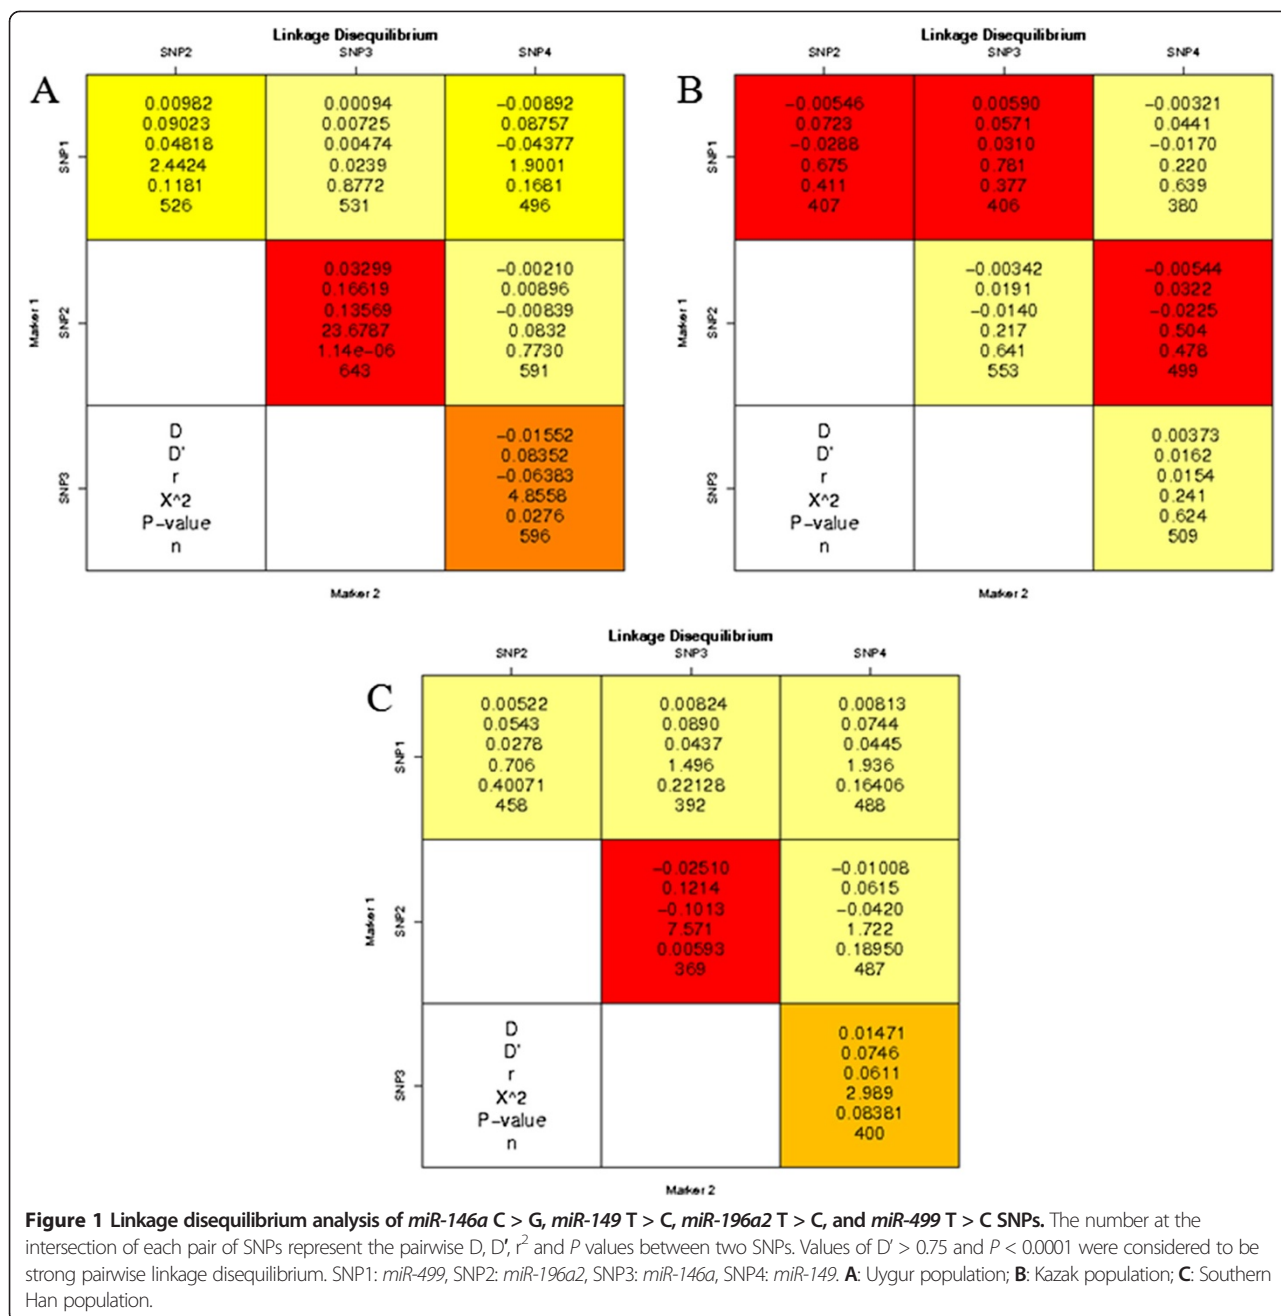 A
Linkage Disequilibrium
SNP2 SNP3 SNP4
Marker 1
SNP1
0.00982
0.09023
0.04818
2.4424
0.1181
526
0.00094
0.00725
0.00474
0.0239
0.8772
531
−0.00892
0.08757
−0.04377
1.9001
0.1681
496
SNP2
0.03299
0.16619
0.13569
23.6787
1.14e−06
643
−0.00210
0.00896
−0.00839
0.0832
0.7730
591
SNP3
D
D'
r
X^2
P−value
n
−0.01552
0.08352
−0.06383
4.8558
0.0276
596
Marker 2
B
Linkage Disequilibrium
SNP2 SNP3 SNP4
Marker 1
SNP1
−0.00546
0.0723
−0.0288
0.675
0.411
407
0.00590
0.0571
0.0310
0.781
0.377
406
−0.00321
0.0441
−0.0170
0.220
0.639
380
SNP2
−0.00342
0.0191
−0.0140
0.217
0.641
553
−0.00544
0.0322
−0.0225
0.504
0.478
499
SNP3
D
D'
r
X^2
P−value
n
0.00373
0.0162
0.0154
0.241
0.624
509
Marker 2
C
Linkage Disequilibrium
SNP2 SNP3 SNP4
Marker 1
SNP1
0.00522
0.0543
0.0278
0.706
0.40071
458
0.00824
0.0890
0.0437
1.496
0.22128
392
0.00813
0.0744
0.0445
1.936
0.16406
488
SNP2
−0.02510
0.1214
−0.1013
7.571
0.00593
369
−0.01008
0.0615
−0.0420
1.722
0.18950
487
SNP3
D
D'
r
X^2
P−value
n
0.01471
0.0746
0.0611
2.989
0.08381
400
Marker 2
Figure 1 Linkage disequilibrium analysis of miR-146a C > G, miR-149 T > C, miR-196a2 T > C, and miR-499 T > C SNPs. The number at the
intersection of each pair of SNPs represent the pairwise D, D′, r² and P values between two SNPs. Values of D′ > 0.75 and P < 0.0001 were considered to be
strong pairwise linkage disequilibrium. SNP1: miR-499, SNP2: miR-196a2, SNP3: miR-146a, SNP4: miR-149. A: Uygur population; B: Kazak population; C: Southern
Han population.